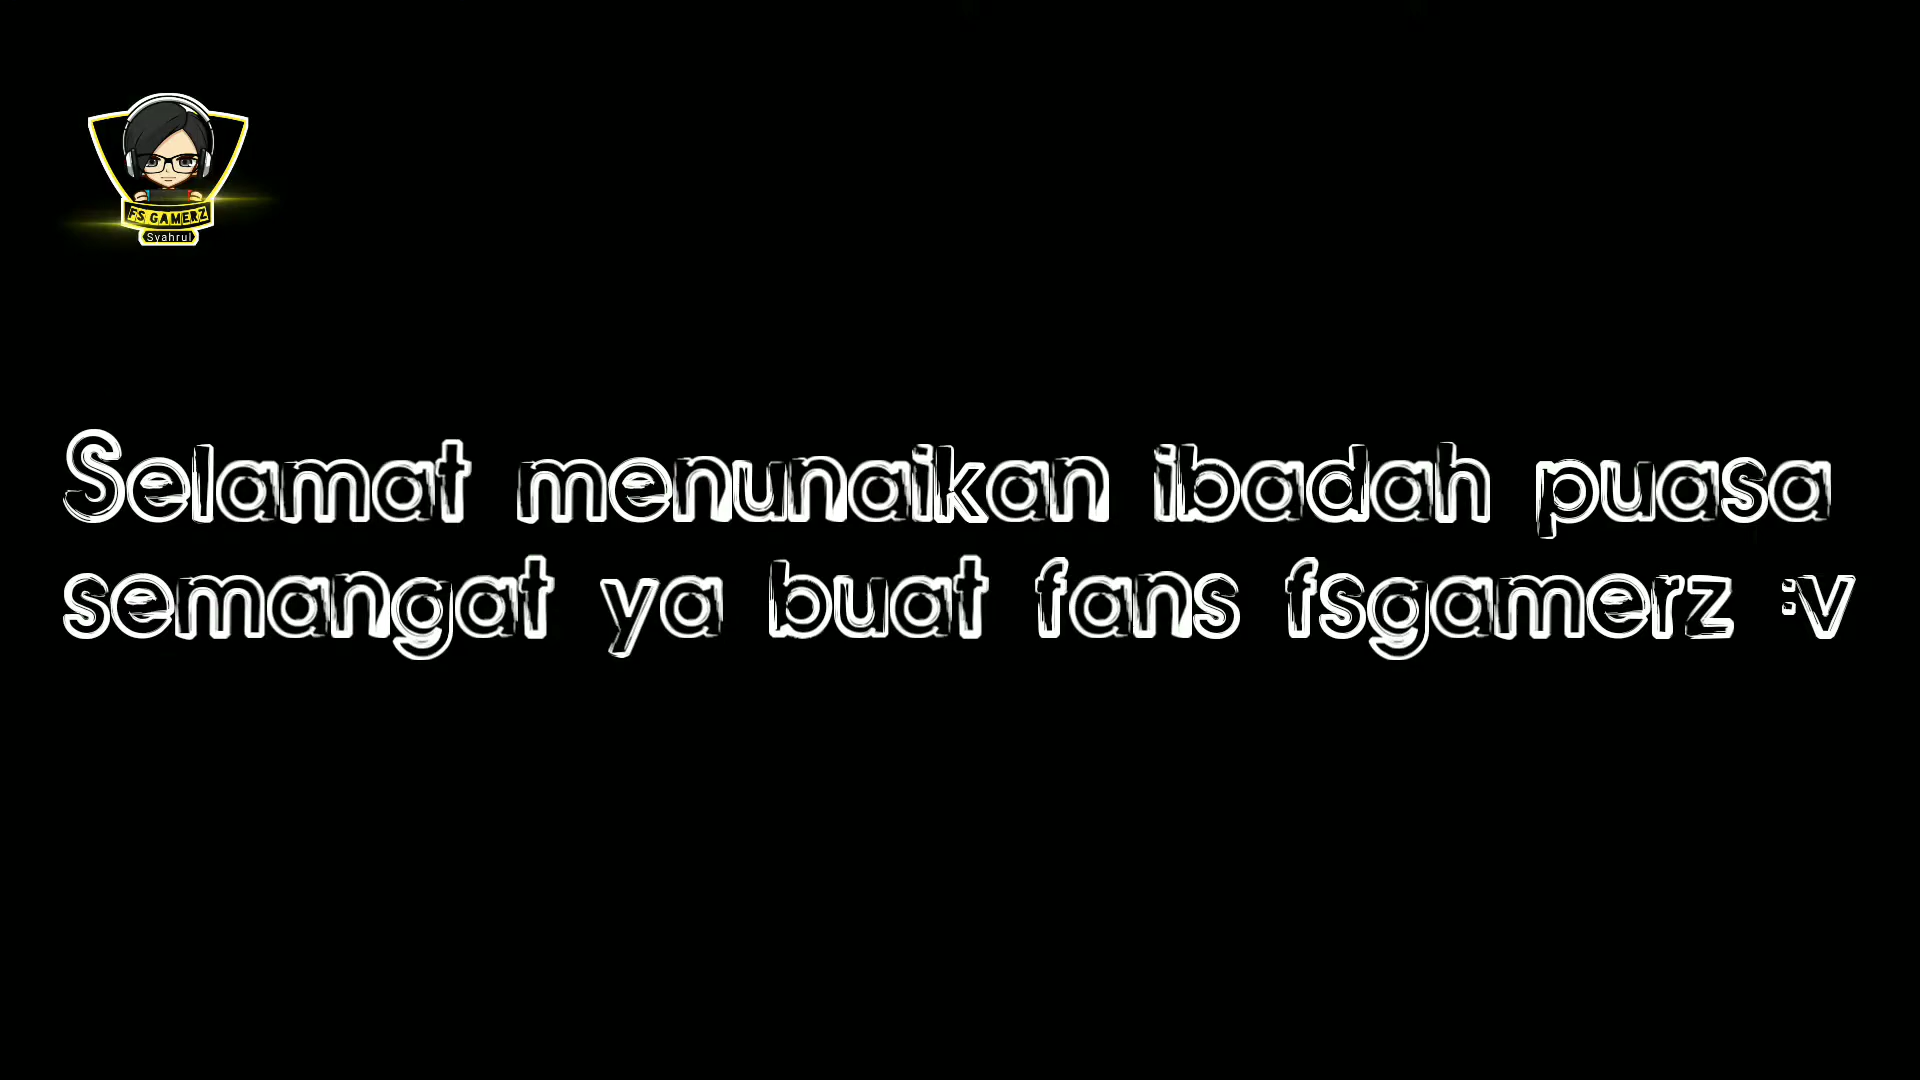 FS GAMERZ
Syahrul
Selamat menunaikan ibadah puasa
semangat ya buat fans fsgamerz :v